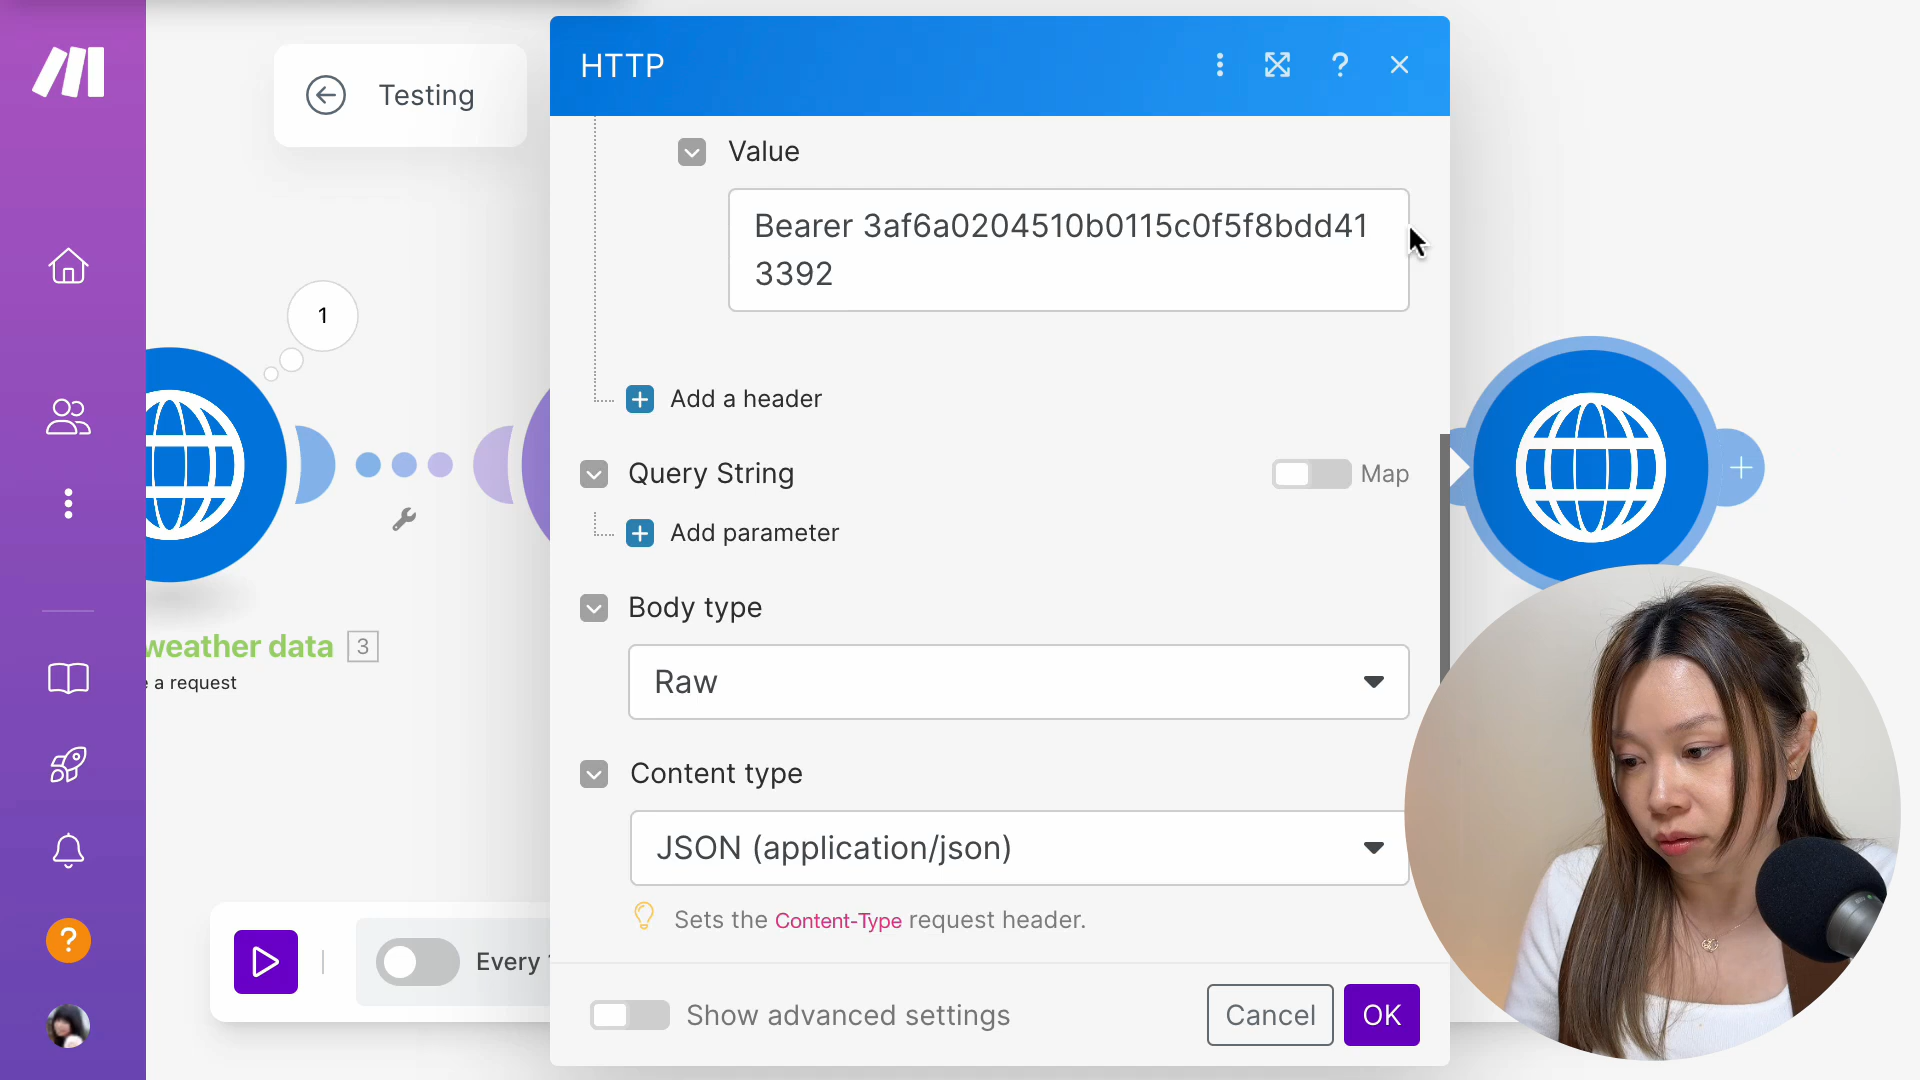 HTTP
?
Testing
Value
Bearer 3af6a0204510b0115c0f5f8bdd41
3392
1
Add a header
Query String
Map
Add parameter
Body type
Raw
weather data 3
a request
Content type
JSON (application/json)
Sets the Content-Type request header.
?
Every
Show advanced settings
Cancel
OK